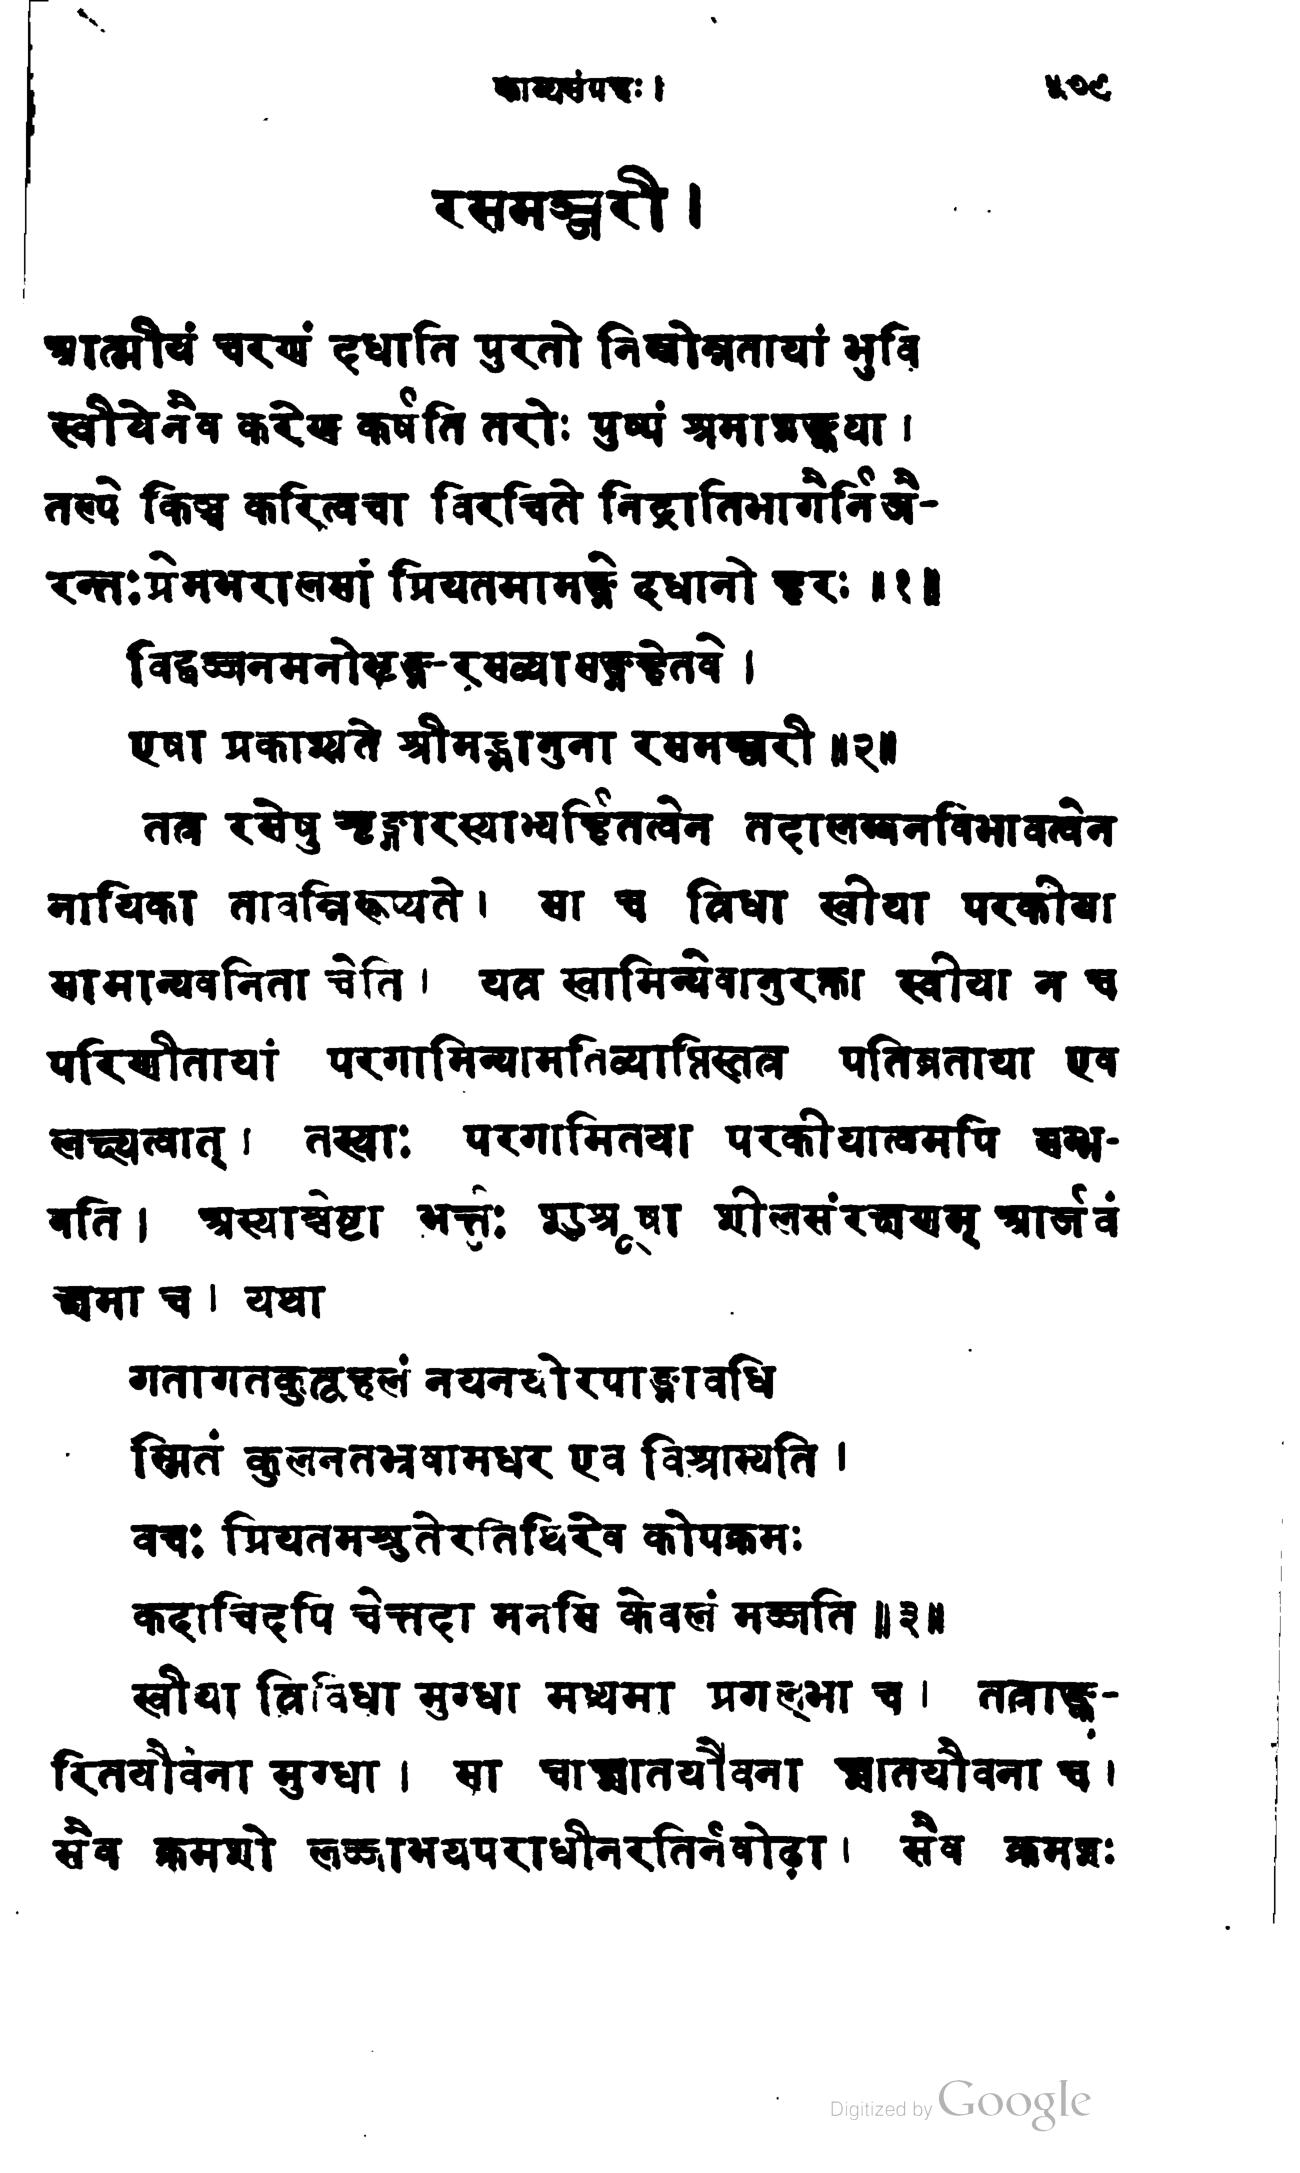 काव्यसंग्रहः। ५७९
रसमञ्जरी।
आत्मीयं चरणं दधाति पुरतो निम्नोन्नतायां भुवि
स्वीयेनैव करेण कर्षति तरोः पुष्पं श्रमाशङ्कया।
तल्पे किञ्च करित्वचा विरचिते निद्रातिभागैर्निजै-
रन्तःप्रेमभरालसां प्रियतमामङ्गे दधानो हरः॥१॥
विद्वज्जनमनोभृङ्ग-रसव्यासङ्गहेतवे।
एषा प्रकाश्यते श्रीमद्भानुना रसमञ्जरी॥२॥
तत्र रसेषु शृङ्गारस्याभ्यर्हितत्वेन तदालम्बनविभावत्वेन
नायिका तावन्निरूप्यते। सा च त्रिधा स्वीया परकीया
सामान्यवनिता चेति। यत्र स्वामिन्येवानुरक्ता स्वीया न च
परिणीतायां परगामिन्यामतिव्याप्तिस्तत्र पतिव्रताया एव
लक्ष्यत्वात्। तस्याः परगामितया परकीयात्वमपि सम्भ-
वति। अस्याश्चेष्टा भर्त्तुः शुश्रूषा शीलसंरक्षणम् आर्जवं
क्षमा च। यथा
गतागतकुतूहलं नयनयोरपाङ्गावधि
स्मितं कुलनतभ्रुवामधर एव विश्राम्यति।
वचः प्रियतमश्रुतेरतिथिरेव कोपक्रमः
कदाचिदपि चेत्तदा मनसि केवलं मज्जति॥३॥
स्वीया त्रिविधा मुग्धा मध्यमा प्रगल्भा च। तत्राङ्कु-
रितयौवना मुग्धा। सा चाज्ञातयौवना ज्ञातयौवना च।
सैव क्रमशो लज्जाभयपराधीनरतिर्नवोढ़ा। सैव क्रमशः
Digitized by Google